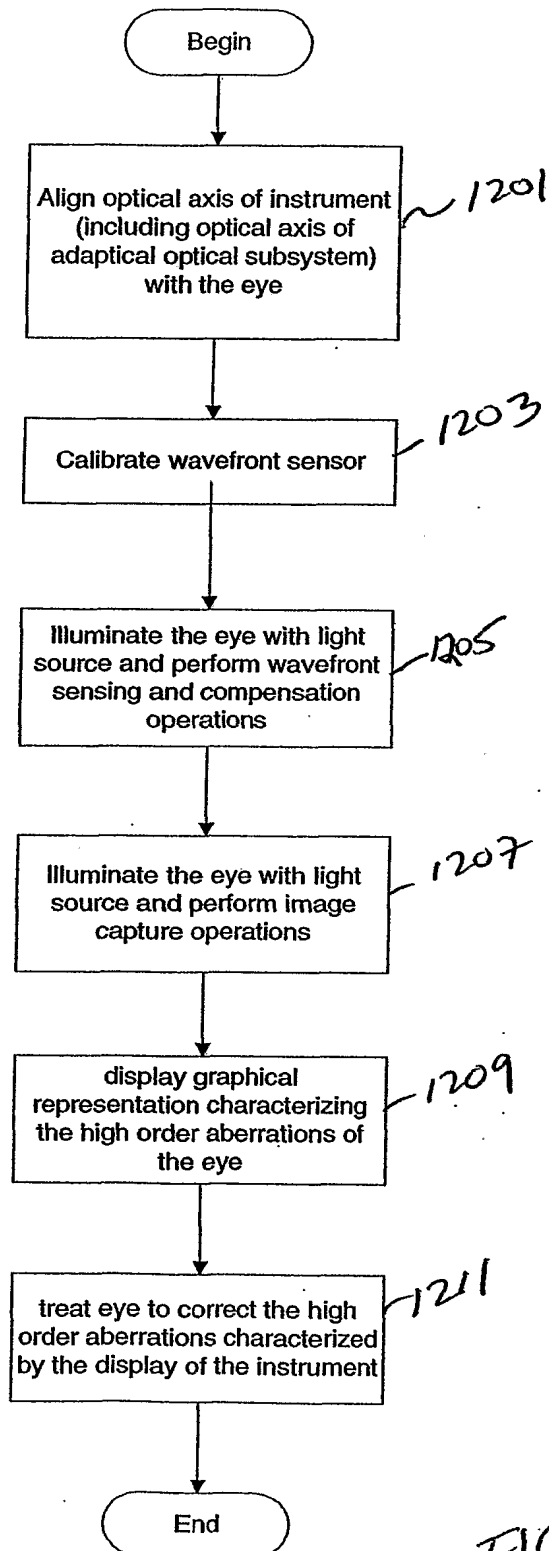 Begin
Align optical axis of instrument
(including optical axis of
adaptical optical subsystem)
with the eye
1201
Calibrate wavefront sensor
1203
Illuminate the eye with light
source and perform wavefront
sensing and compensation
operations
1205
Illuminate the eye with light
source and perform image
capture operations
1207
display graphical
representation characterizing
the high order aberrations of
the eye
1209
treat eye to correct the high
order aberrations characterized
by the display of the instrument
1211
End